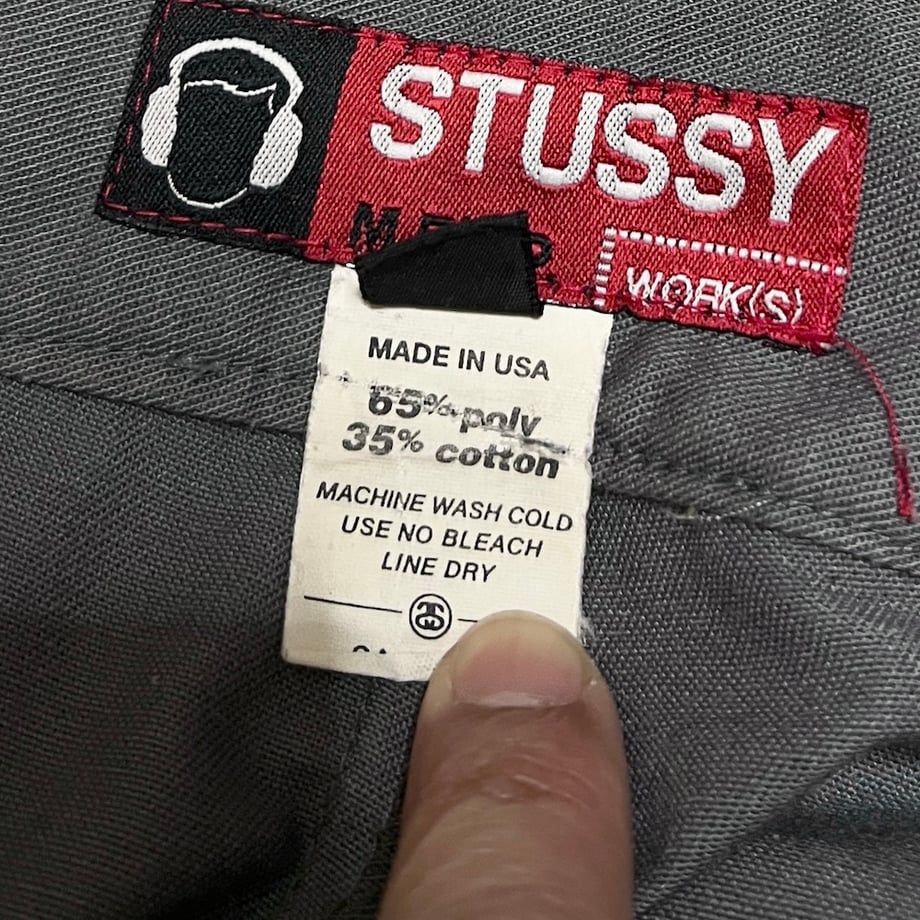 STUSSY
WORK(S)
MADE IN USA
65% poly
35% cotton
MACHINE WASH COLD
USE NO BLEACH
LINE DRY